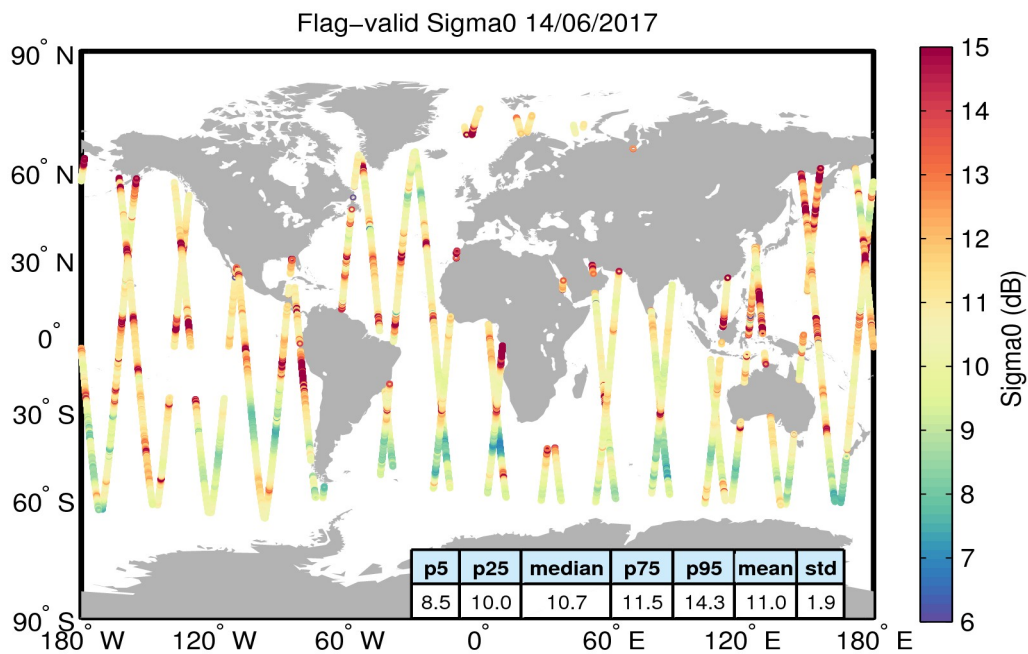 Flag−valid Sigma0 14/06/2017
90° N
60° N
30° N
0°
30° S
60° S
90° S
180° W
120° W
60° W
0°
60° E
120° E
180° E
p5 p25 median p75 p95 mean std
8.5 10.0 10.7 11.5 14.3 11.0 1.9
15
14
13
12
11
10
9
8
7
6
Sigma0 (dB)